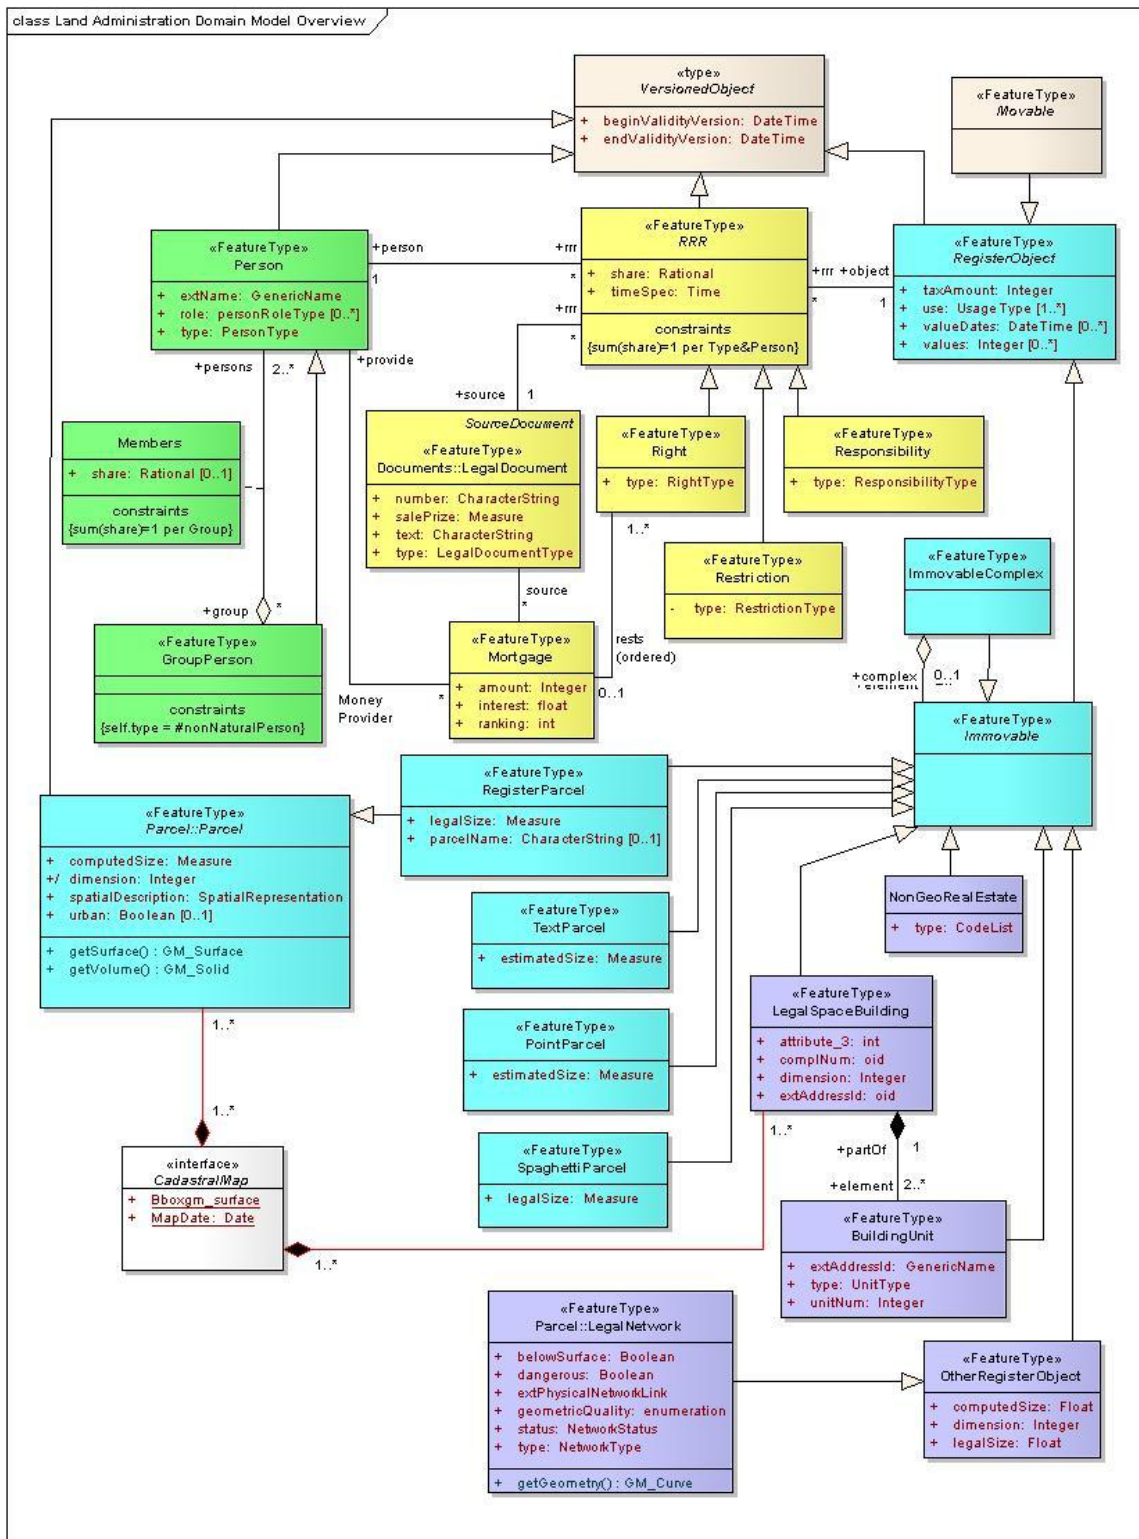 class Land Administration Domain Model Overview
«type»
VersionedObject
+ beginValidityVersion: DateTime
+ endValidityVersion: DateTime
«FeatureType»
Movable
«FeatureType»
Person
+ extName: GenericName
+ role: personRoleType [0..*]
+ type: PersonType
+person
1
+rrr
*
«FeatureType»
RRR
+ share: Rational
+ timeSpec: Time
constraints
{sum(share)=1 per Type&Person}
+rrr +object
* 1
«FeatureType»
RegisterObject
+ taxAmount: Integer
+ use: UsageType [1..*]
+ valueDates: DateTime [0..*]
+ values: Integer [0..*]
+rrr
*
+persons 2..*
+provide
+source 1
Members
+ share: Rational [0..1]
constraints
{sum(share)=1 per Group}
SourceDocument
«FeatureType»
Documents::LegalDocument
+ number: CharacterString
+ salePrize: Measure
+ text: CharacterString
+ type: LegalDocumentType
«FeatureType»
Right
+ type: RightType
1..*
«FeatureType»
Responsibility
+ type: ResponsibilityType
«FeatureType»
Restriction
- type: RestrictionType
«FeatureType»
ImmovableComplex
source
*
+group *
«FeatureType»
GroupPerson
constraints
{self.type = #nonNaturalPerson}
Money
Provider
*
«FeatureType»
Mortgage
+ amount: Integer
+ interest: float
+ ranking: int
rests
(ordered)
0..1
+complex 0..1
+element *
«FeatureType»
Immovable
«FeatureType»
RegisterParcel
+ legalSize: Measure
+ parcelName: CharacterString [0..1]
«FeatureType»
Parcel::Parcel
+ computedSize: Measure
+/ dimension: Integer
+ spatialDescription: SpatialRepresentation
+ urban: Boolean [0..1]
+ getSurface() : GM_Surface
+ getVolume() : GM_Solid
«FeatureType»
TextParcel
+ estimatedSize: Measure
NonGeoRealEstate
+ type: CodeList
«FeatureType»
LegalSpaceBuilding
+ attribute_3: int
+ complNum: oid
+ dimension: Integer
+ extAddressId: oid
1..*
«FeatureType»
PointParcel
+ estimatedSize: Measure
1..*
1..*
+partOf 1
«FeatureType»
SpaghettiParcel
+ legalSize: Measure
«interface»
CadastralMap
+ Bboxgm_surface
+ MapDate: Date
1..*
+element 2..*
«FeatureType»
BuildingUnit
+ extAddressId: GenericName
+ type: UnitType
+ unitNum: Integer
«FeatureType»
Parcel::LegalNetwork
+ belowSurface: Boolean
+ dangerous: Boolean
+ extPhysicalNetworkLink
+ geometricQuality: enumeration
+ status: NetworkStatus
+ type: NetworkType
+ getGeometry() : GM_Curve
«FeatureType»
OtherRegisterObject
+ computedSize: Float
+ dimension: Integer
+ legalSize: Float